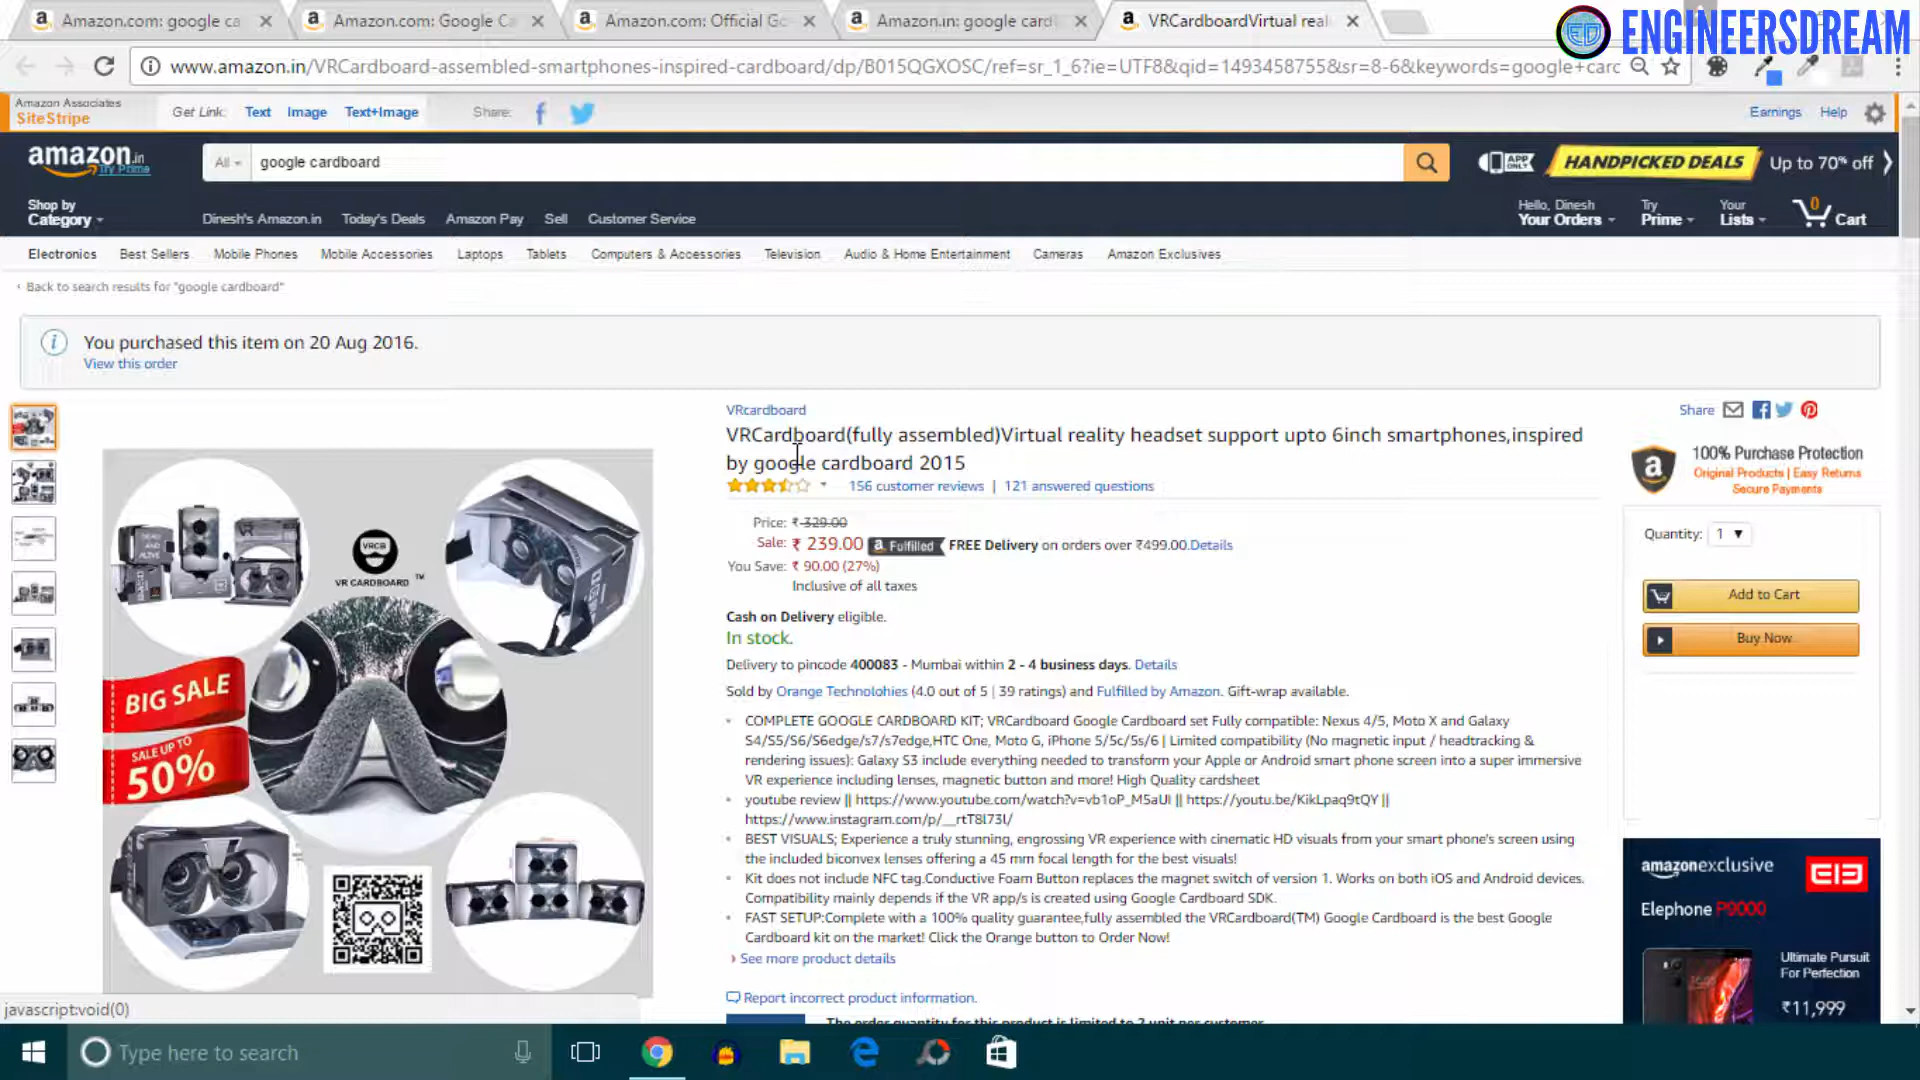 Amazon.com: google ca
Amazon.com: Google Ca
Amazon.com: Official Go
Amazon.in: google card
VRCardboardVirtual real
ENGINEERSDREAM
www.amazon.in/VRCardboard-assembled-smartphones-inspired-cardboard/dp/B015QGXOSC/ref=sr_1_6?ie=UTF8&qid=1493458755&sr=8-6&keywords=google+carc
Amazon Associates
SiteStripe
Get Link: Text Image Text+Image Share:
Earnings Help
amazon.in
Try Prime
All
google cardboard
APP ONLY
HANDPICKED DEALS Up to 70% off
Shop by
Category
Dinesh's Amazon.in Today's Deals Amazon Pay Sell Customer Service
Hello, Dinesh
Your Orders
Try
Prime
Your
Lists
0
Cart
Electronics Best Sellers Mobile Phones Mobile Accessories Laptops Tablets Computers & Accessories Television Audio & Home Entertainment Cameras Amazon Exclusives
‹ Back to search results for "google cardboard"
You purchased this item on 20 Aug 2016.
View this order
VRcardboard
Share
VRCardboard(fully assembled)Virtual reality headset support upto 6inch smartphones,inspired
by google cardboard 2015
156 customer reviews | 121 answered questions
Price: ₹ 329.00
Sale: ₹ 239.00 a Fulfilled FREE Delivery on orders over ₹499.00.Details
You Save: ₹ 90.00 (27%)
Inclusive of all taxes
Cash on Delivery eligible.
In stock.
Delivery to pincode 400083 - Mumbai within 2 - 4 business days. Details
Sold by Orange Technolohies (4.0 out of 5 | 39 ratings) and Fulfilled by Amazon. Gift-wrap available.
COMPLETE GOOGLE CARDBOARD KIT; VRCardboard Google Cardboard set Fully compatible: Nexus 4/5, Moto X and Galaxy
S4/S5/S6/S6edge/s7/s7edge,HTC One, Moto G, iPhone 5/5c/5s/6 | Limited compatibility (No magnetic input / headtracking &
rendering issues): Galaxy S3 include everything needed to transform your Apple or Android smart phone screen into a super immersive
VR experience including lenses, magnetic button and more! High Quality cardsheet
youtube review || https://www.youtube.com/watch?v=vb1oP_M5aUI || https://youtu.be/KikLpaq9tQY ||
https://www.instagram.com/p/__rtT8l73l/
BEST VISUALS; Experience a truly stunning, engrossing VR experience with cinematic HD visuals from your smart phone's screen using
the included biconvex lenses offering a 45 mm focal length for the best visuals!
Kit does not include NFC tag.Conductive Foam Button replaces the magnet switch of version 1. Works on both iOS and Android devices.
Compatibility mainly depends if the VR app/s is created using Google Cardboard SDK.
FAST SETUP:Complete with a 100% quality guarantee,fully assembled the VRCardboard(TM) Google Cardboard is the best Google
Cardboard kit on the market! Click the Orange button to Order Now!
› See more product details
Report incorrect product information.
The order quantity for this product is limited to 2 unit per customer
100% Purchase Protection
Original Products | Easy Returns
Secure Payments
Quantity: 1
Add to Cart
Buy Now
amazonexclusive
Elephone P9000
Ultimate Pursuit
For Perfection
₹11,999
VRCB
VR CARDBOARD ™
DEAD
AND
ALIVE
BIG SALE
SALE UP TO
50%
javascript:void(0)
Type here to search